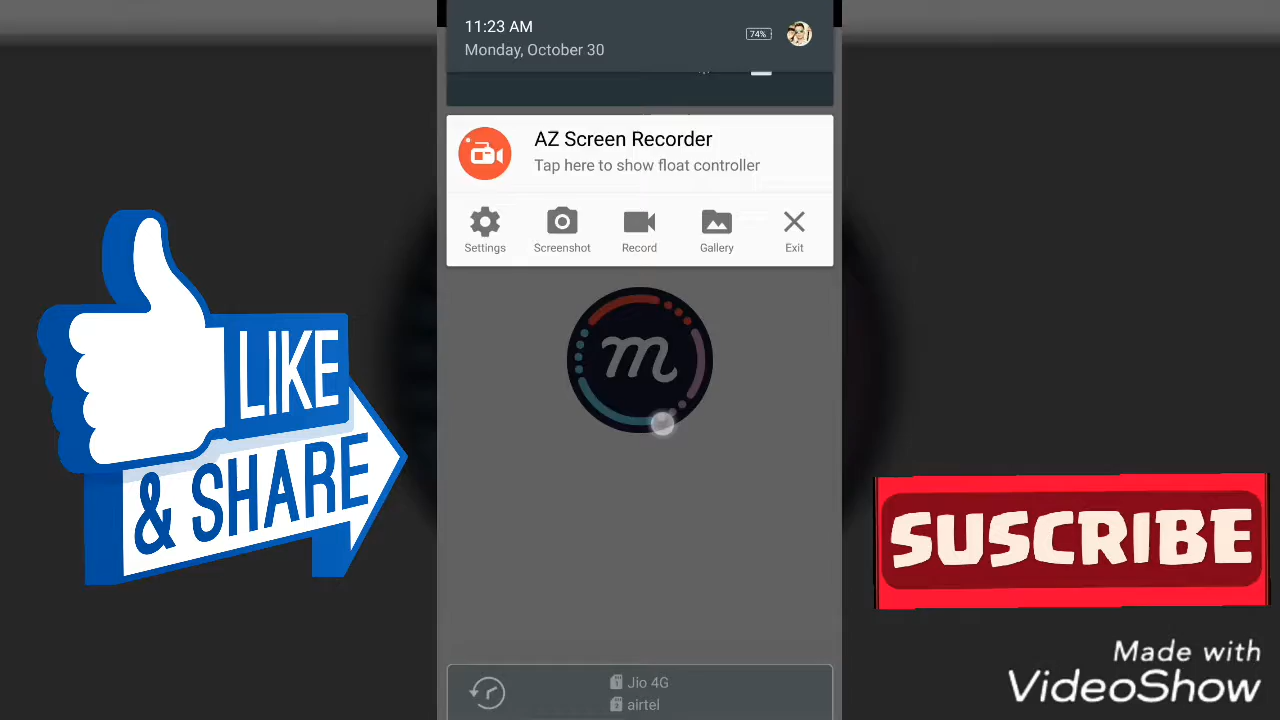 11:23 AM
Monday, October 30
74%
AZ Screen Recorder
Tap here to show float controller
Settings
Screenshot
Record
Gallery
Exit
m
LIKE
& SHARE
SUSCRIBE
Jio 4G
airtel
Made with
VideoShow